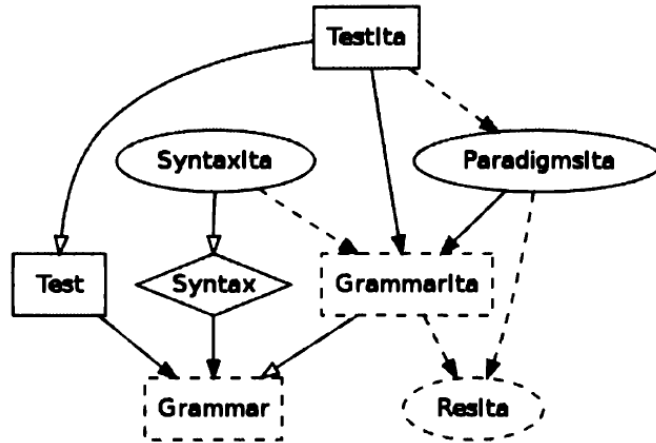 TestIta
SyntaxIta
ParadigmsIta
Test
Syntax
GrammarIta
Grammar
ResIta